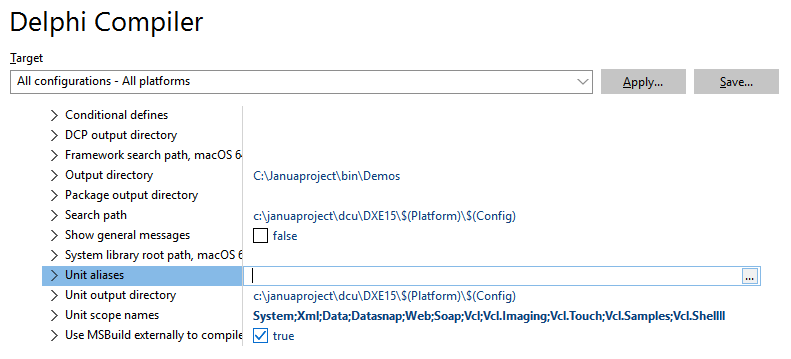 Delphi Compiler
Target
All configurations - All platforms
Apply...
Save...
Conditional defines
DCP output directory
Framework search path, macOS 64
Output directory C:\Januaproject\bin\Demos
Package output directory
Search path c:\januaproject\dcu\DXE15\$(Platform)\$(Config)
Show general messages false
System library root path, macOS 6
Unit aliases ...
Unit output directory c:\januaproject\dcu\DXE15\$(Platform)\$(Config)
Unit scope names System;Xml;Data;Datasnap;Web;Soap;Vcl;Vcl.Imaging;Vcl.Touch;Vcl.Samples;Vcl.Shellll
Use MSBuild externally to compile true